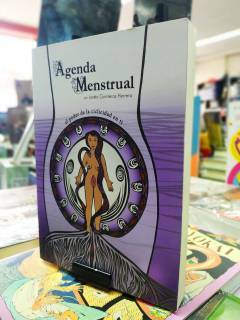 Agenda
Menstrual
el poder de la ciclicidad en ti